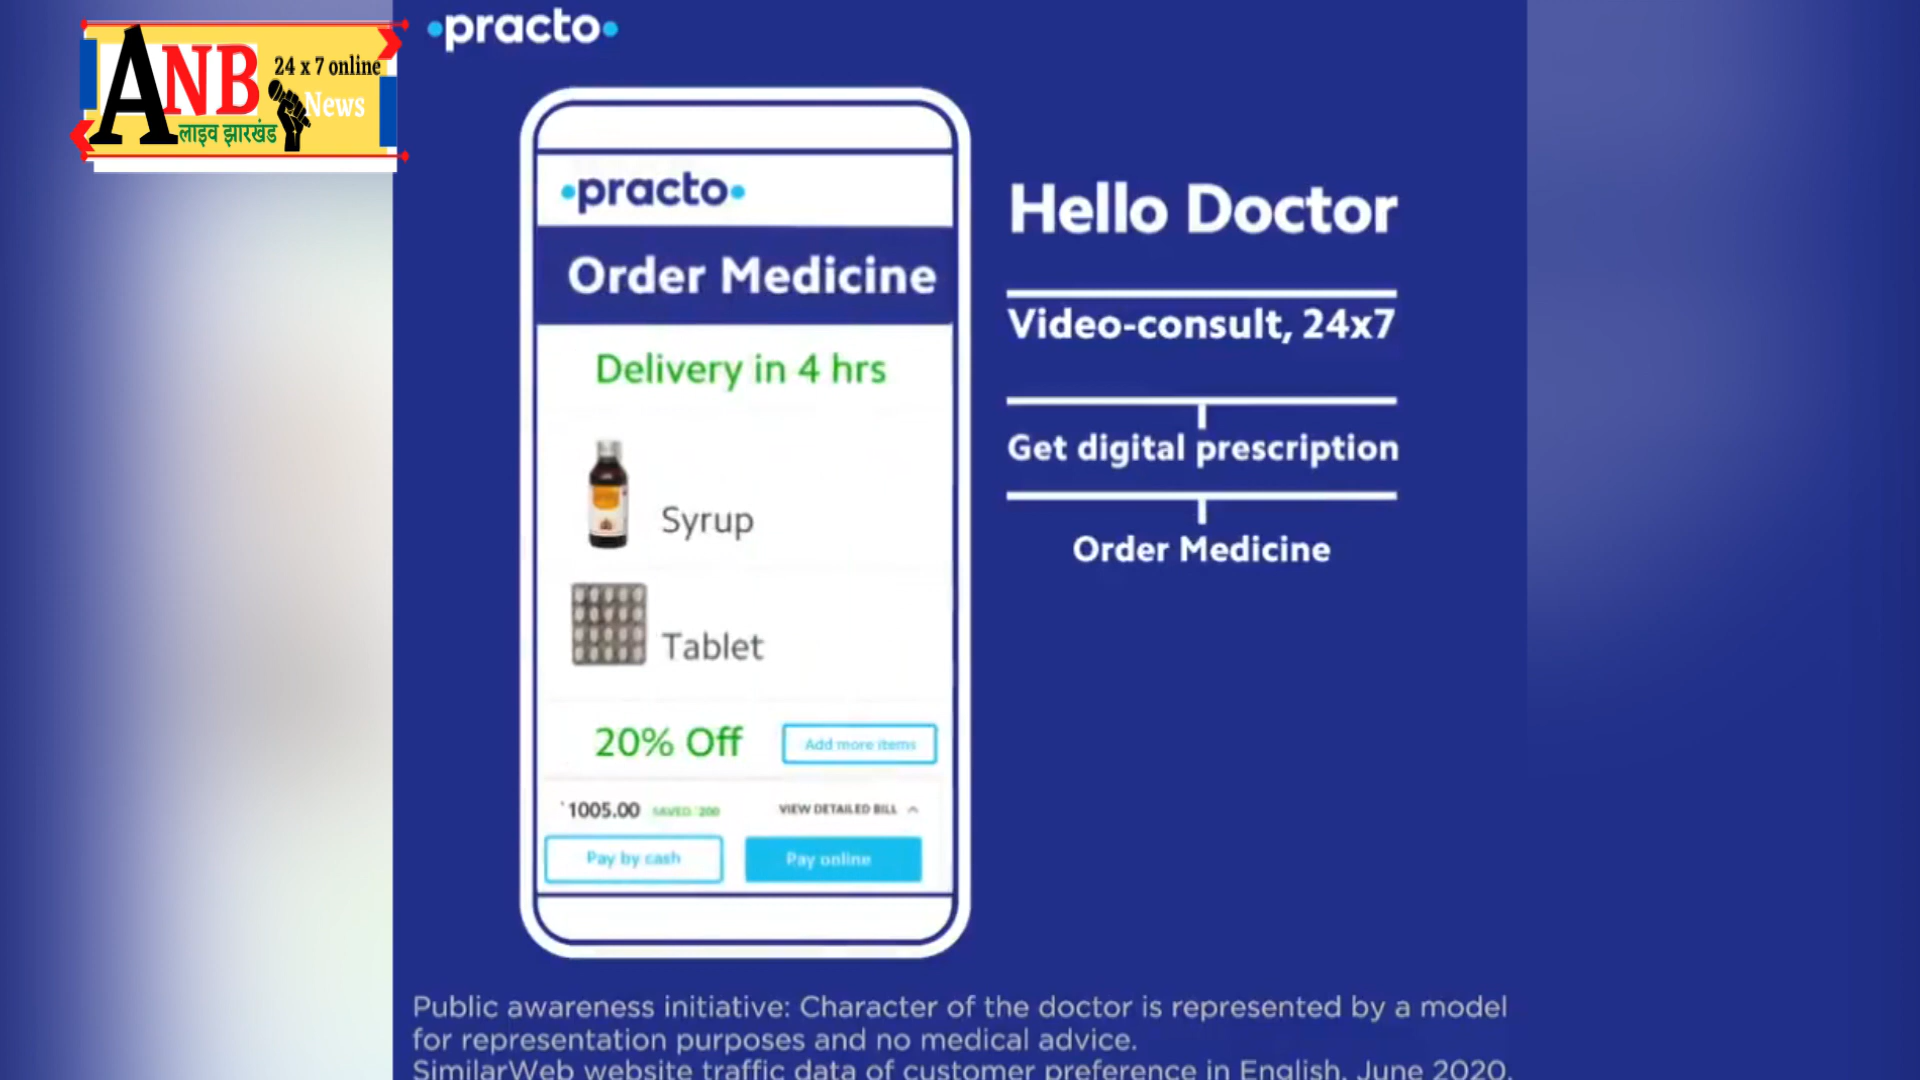 ANB
24 x 7 online
News
लाइव झारखंड
practo
practo
Order Medicine
Delivery in 4 hrs
Syrup
Tablet
20% Off
Add more items
1005.00 SAVED 200
VIEW DETAILED BILL
Pay by cash
Pay online
Hello Doctor
Video-consult, 24x7
Get digital prescription
Order Medicine
Public awareness initiative: Character of the doctor is represented by a model
for representation purposes and no medical advice.
SimilarWeb website traffic data of customer preference in English, June 2020.